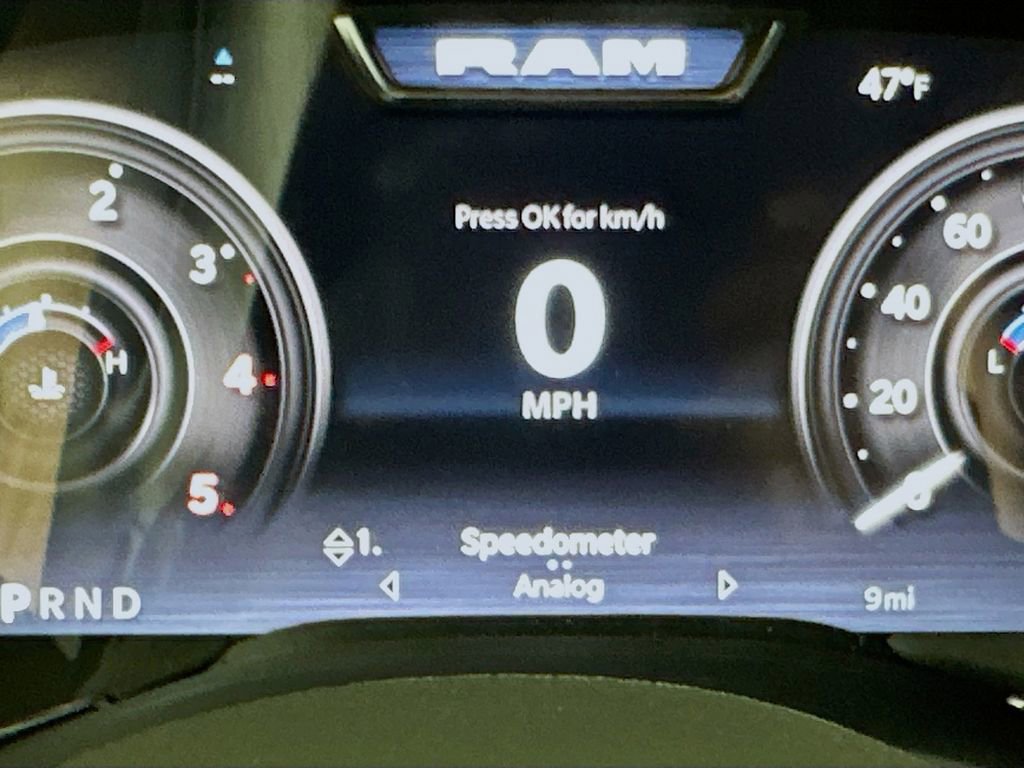 RAM
47°F
2
3
4
5
H
Press OK for km/h
0
MPH
60
40
20
0
L
1.
Speedometer
Analog
PRND
9mi